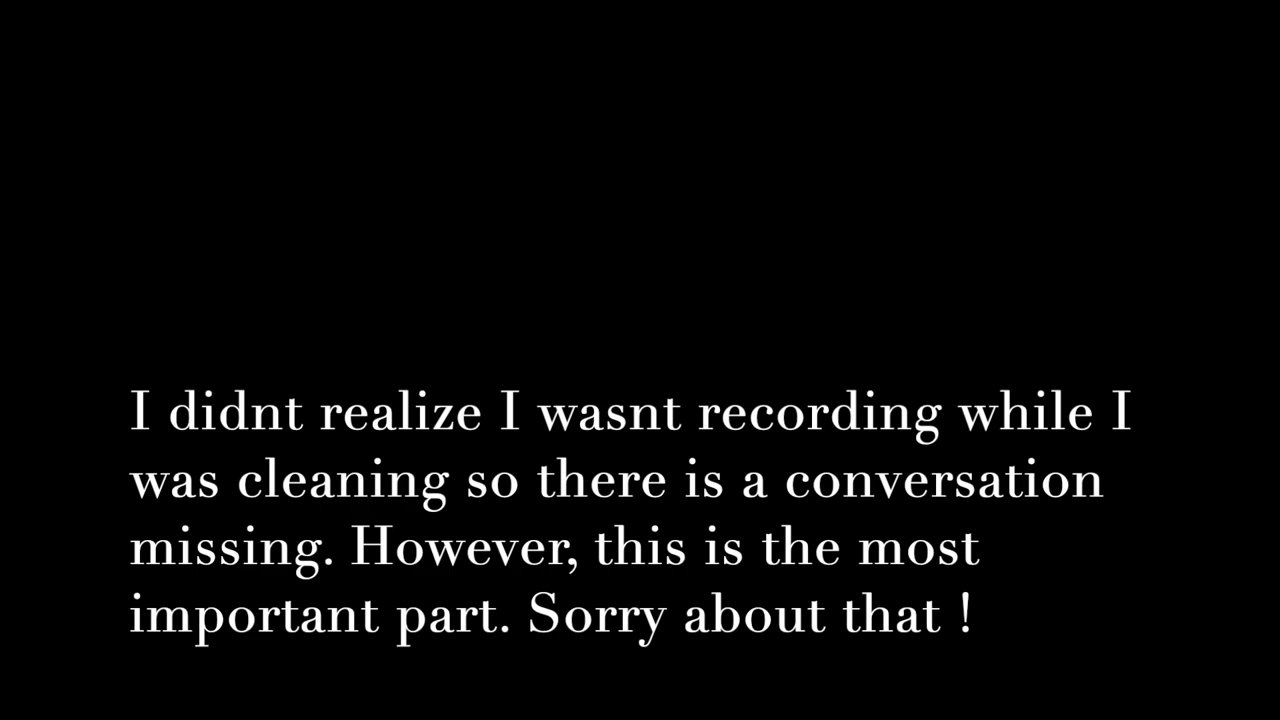 I didnt realize I wasnt recording while I
was cleaning so there is a conversation
missing. However, this is the most
important part. Sorry about that !